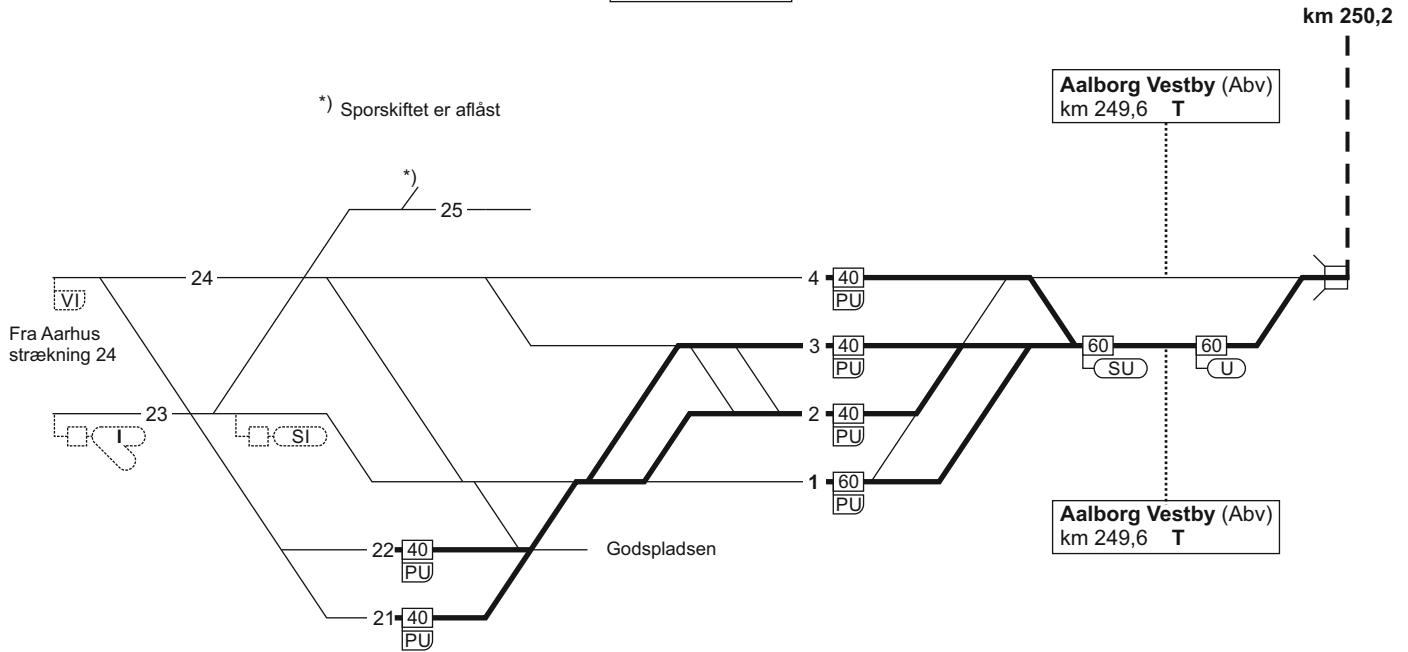 km 250,2
Aalborg Vestby (Abv)
km 249,6 T
*) Sporskiftet er aflåst
*)
25
24
4 40
PU
VI
Fra Aarhus
strækning 24
3 40
PU
60
SU
60
U
23
I
SI
2 40
PU
1 60
PU
Aalborg Vestby (Abv)
km 249,6 T
22 40
PU
Godspladsen
21 40
PU